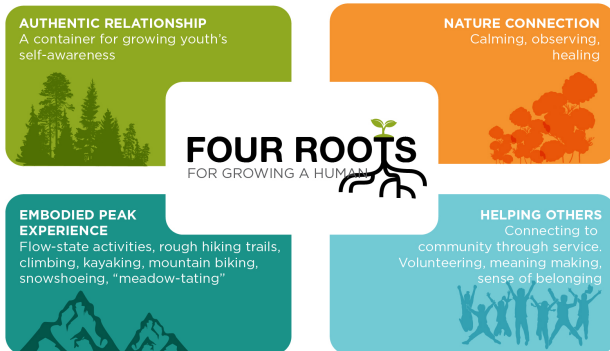 AUTHENTIC RELATIONSHIP
A container for growing youth's
self-awareness
NATURE CONNECTION
Calming, observing,
healing
FOUR ROOTS
FOR GROWING A HUMAN
EMBODIED PEAK
EXPERIENCE
Flow-state activities, rough hiking trails,
climbing, kayaking, mountain biking,
snowshoeing, “meadow-tating”
HELPING OTHERS
Connecting to
community through service.
Volunteering, meaning making,
sense of belonging